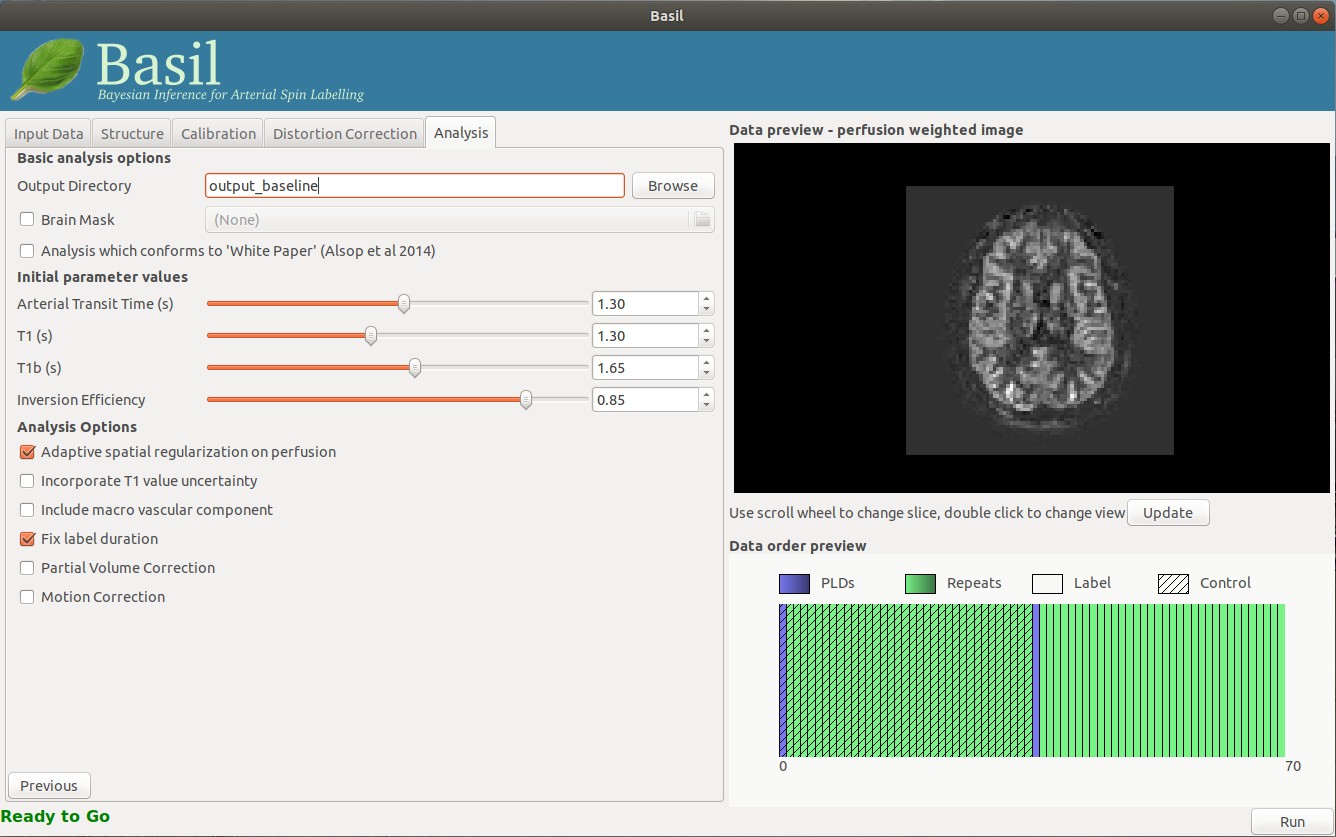 Basil
Basil
Bayesian Inference for Arterial Spin Labelling
Input Data Structure Calibration Distortion Correction Analysis
Basic analysis options
Output Directory output_baseline Browse
Brain Mask (None)
Analysis which conforms to 'White Paper' (Alsop et al 2014)
Initial parameter values
Arterial Transit Time (s) 1.30
T1 (s) 1.30
T1b (s) 1.65
Inversion Efficiency 0.85
Analysis Options
Adaptive spatial regularization on perfusion
Incorporate T1 value uncertainty
Include macro vascular component
Fix label duration
Partial Volume Correction
Motion Correction
Previous
Data preview - perfusion weighted image
Use scroll wheel to change slice, double click to change view Update
Data order preview
PLDs Repeats Label Control
0 70
Ready to Go
Run